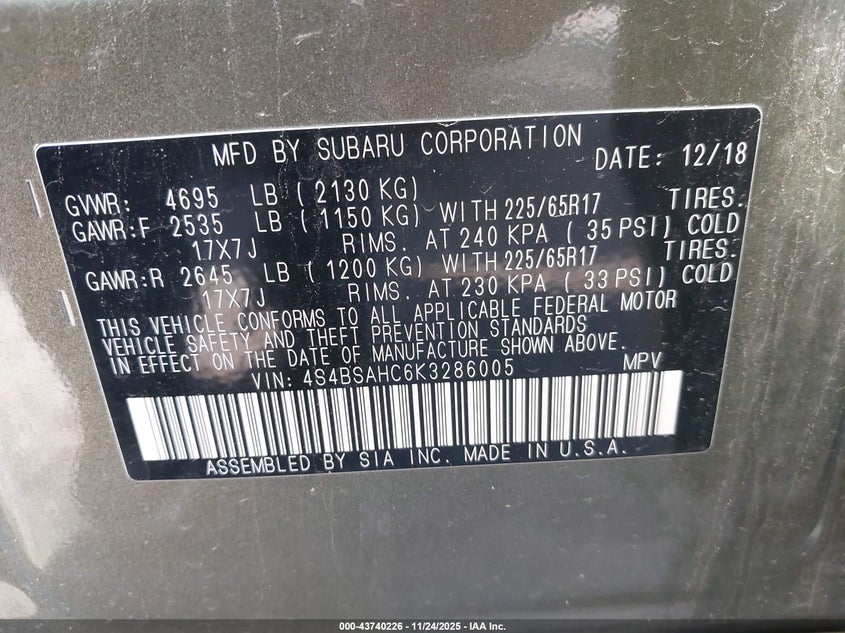 MFD BY SUBARU CORPORATION DATE: 12/18
GVWR: 4695 LB ( 2130 KG)
GAWR:F 2535 LB ( 1150 KG) WITH 225/65R17 TIRES.
17X7J RIMS. AT 240 KPA ( 35 PSI) COLD
GAWR:R 2645 LB ( 1200 KG) WITH 225/65R17 TIRES.
17X7J RIMS. AT 230 KPA ( 33 PSI) COLD
THIS VEHICLE CONFORMS TO ALL APPLICABLE FEDERAL MOTOR
VEHICLE SAFETY AND THEFT PREVENTION STANDARDS
IN EFFECT ON THE DATE OF MANUFACTURE SHOWN ABOVE.
VIN: 4S4BSAHC6K3286005 MPV
ASSEMBLED BY SIA INC. MADE IN U.S.A.
000-43740226 - 11/24/2025 - IAA Inc.